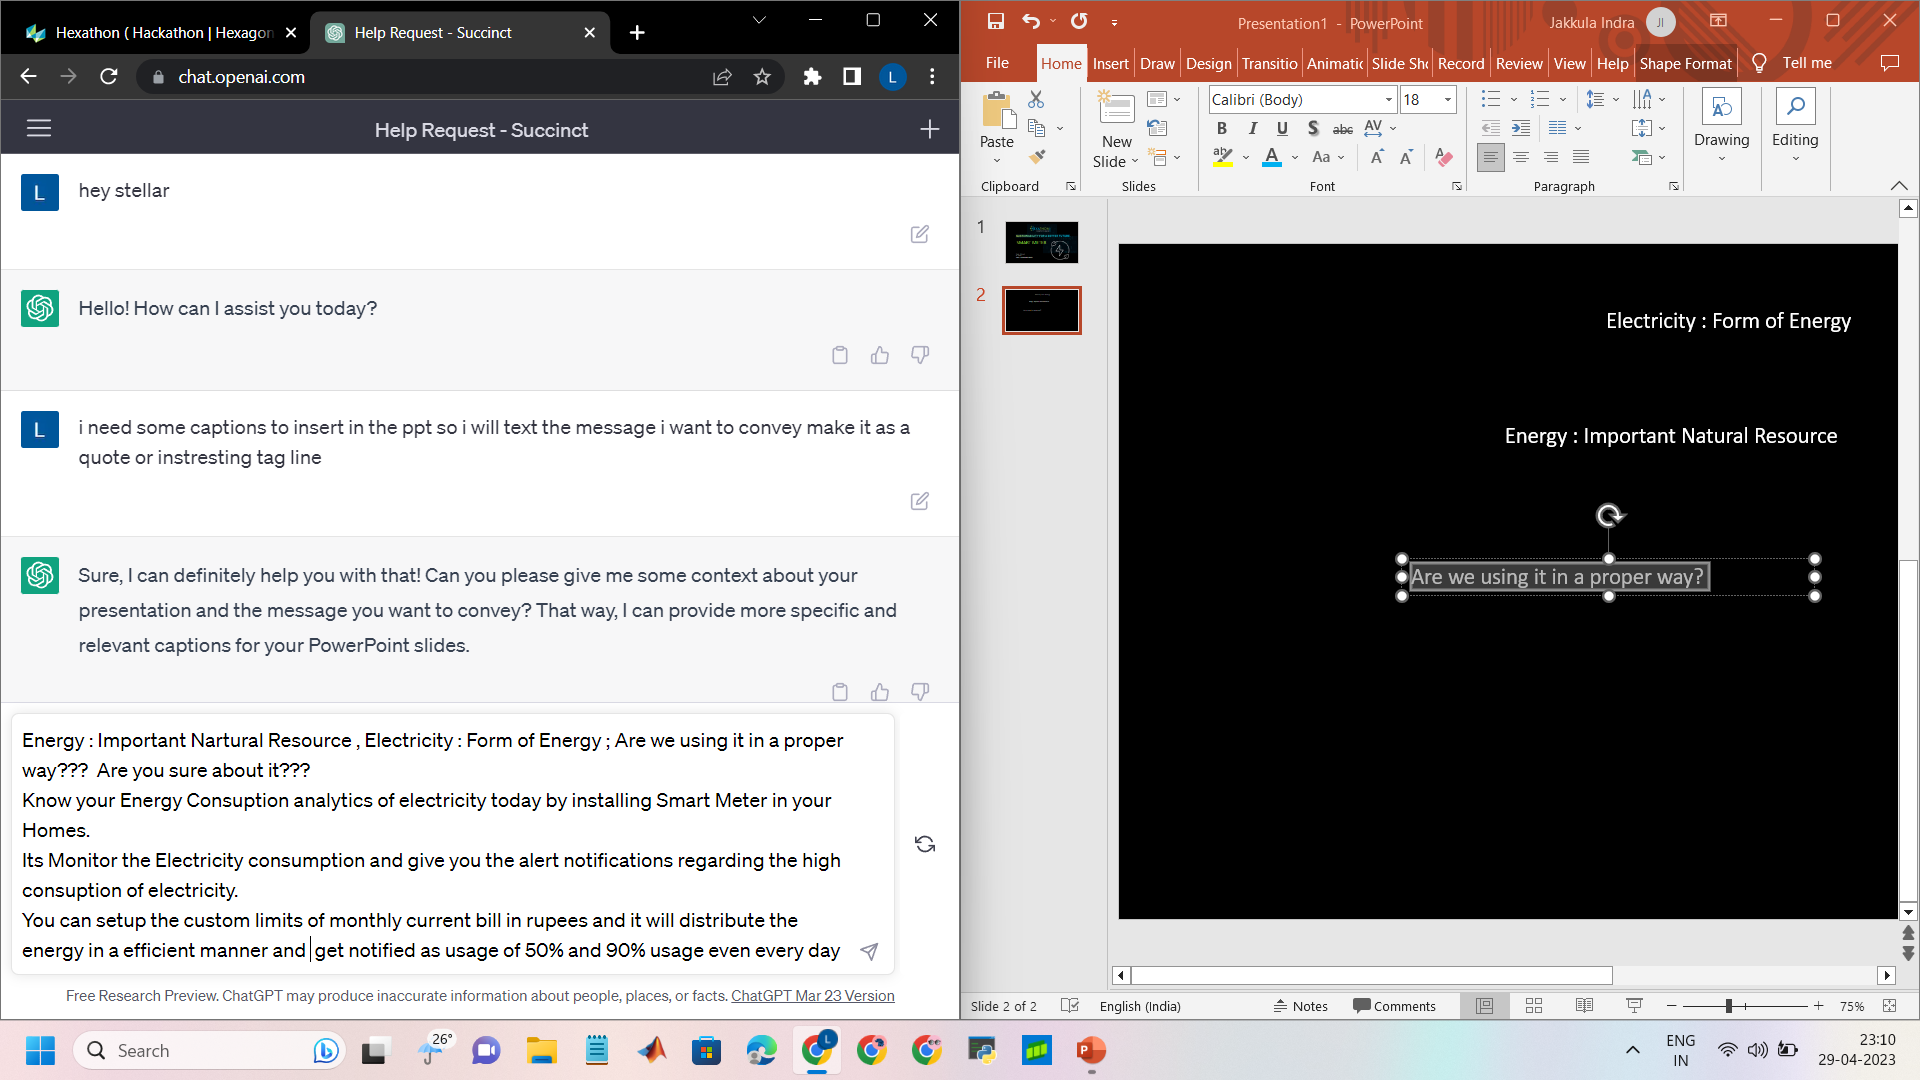 Hexathon ( Hackathon | Hexagon
Help Request - Succinct
chat.openai.com
L
Help Request - Succinct
L
hey stellar
Hello! How can I assist you today?
L
i need some captions to insert in the ppt so i will text the message i want to convey make it as a
quote or instresting tag line
Sure, I can definitely help you with that! Can you please give me some context about your
presentation and the message you want to convey? That way, I can provide more specific and
relevant captions for your PowerPoint slides.
Energy : Important Nartural Resource , Electricity : Form of Energy ; Are we using it in a proper
way???  Are you sure about it???
Know your Energy Consuption analytics of electricity today by installing Smart Meter in your
Homes.
Its Monitor the Electricity consumption and give you the alert notifications regarding the high
consuption of electricity.
You can setup the custom limits of monthly current bill in rupees and it will distribute the
energy in a efficient manner and get notified as usage of 50% and 90% usage even every day
Free Research Preview. ChatGPT may produce inaccurate information about people, places, or facts. ChatGPT Mar 23 Version
Presentation1 - PowerPoint
Jakkula Indra
JI
File Home Insert Draw Design Transitio Animatic Slide Sho Record Review View Help Shape Format Tell me
Paste
Clipboard
New
Slide
Slides
Calibri (Body) 18
B I U S abc AV
ab A Aa A A A
Font
Paragraph
Drawing
Editing
1
2
Electricity : Form of Energy
Energy : Important Natural Resource
Are we using it in a proper way?
Slide 2 of 2 English (India) Notes Comments 75%
Search
26°
L
ENG
IN
23:10
29-04-2023